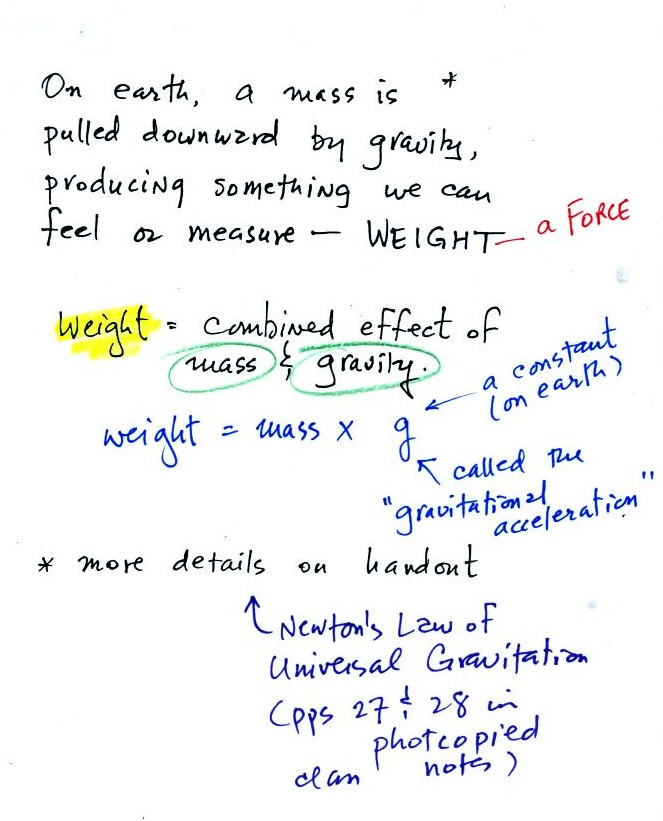 On earth, a mass is *
pulled downward by gravity,
producing something we can
feel or measure — WEIGHT — a FORCE
Weight = combined effect of
mass & gravity.
a constant
(on earth)
weight = mass x g
called the
"gravitational
acceleration"
* more details on handout
Newton's Law of
Universal Gravitation
(pps 27 & 28 in
photcopied
class notes)